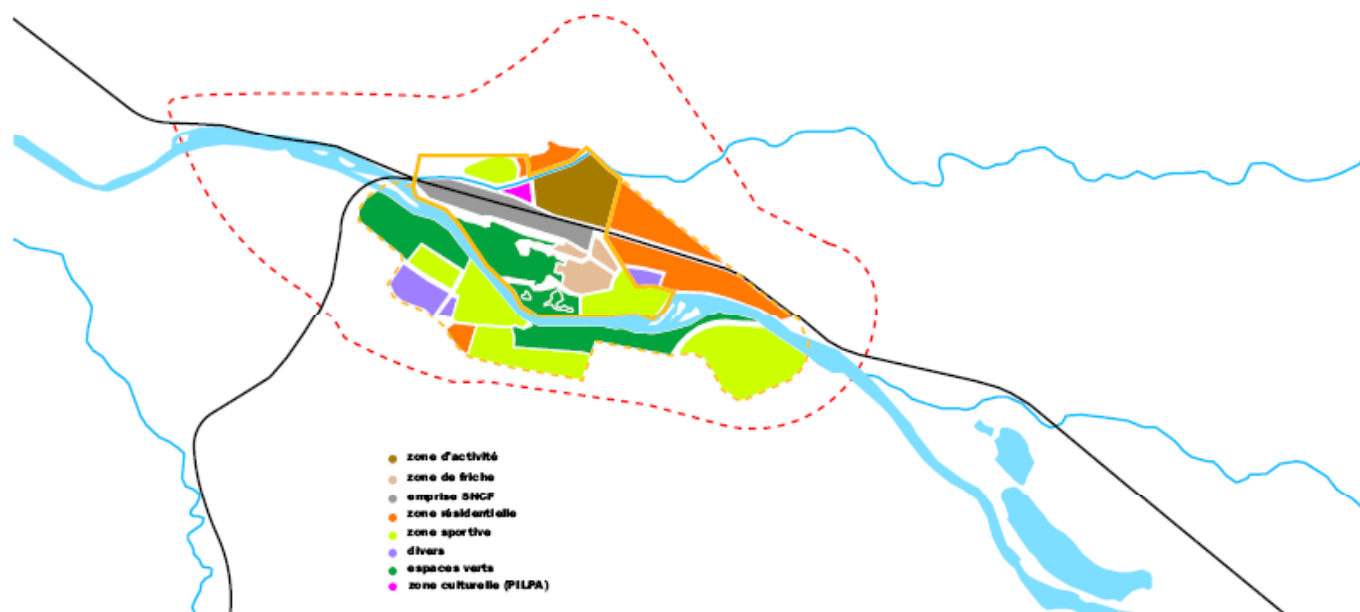 zone d'activité
zone de friche
emprise SNCF
zone résidentielle
zone sportive
divers
espaces verts
zone culturelle (PILPA)